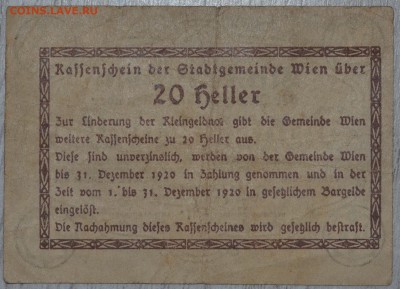 COINS.LAVE.RU
Kassenschein der Stadtgemeinde Wien über
20 Heller
Zur Linderung der Kleingeldnot gibt die Gemeinde Wien
weitere Kassenscheine zu 20 Heller aus.
Diese sind unverzinslich, werden von der Gemeinde Wien
bis 31. Dezember 1920 in Zahlung genommen und in der
Zeit vom 1. bis 31. Dezember 1920 in gesetzlichem Bargelde
eingelöst.
Die Nachahmung dieses Kassenscheines wird gesetzlich bestraft.